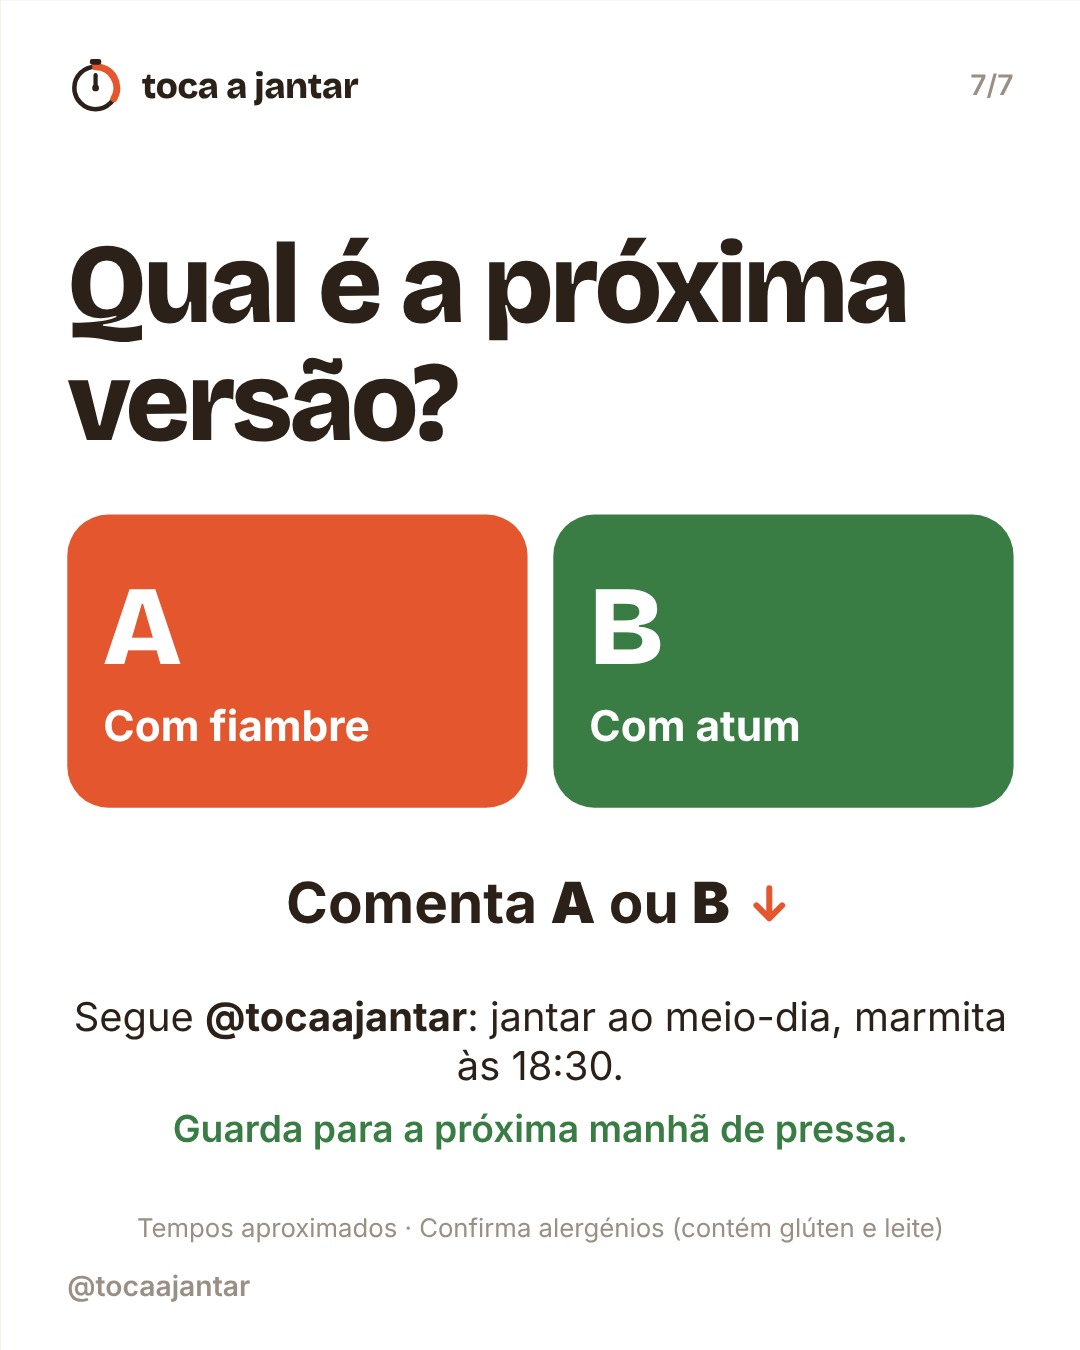 toca a jantar
7/7
Qual é a próxima
versão?
A
Com fiambre
B
Com atum
Comenta A ou B ↓
Segue @tocaajantar: jantar ao meio-dia, marmita
às 18:30.
Guarda para a próxima manhã de pressa.
Tempos aproximados · Confirma alergénios (contém glúten e leite)
@tocaajantar